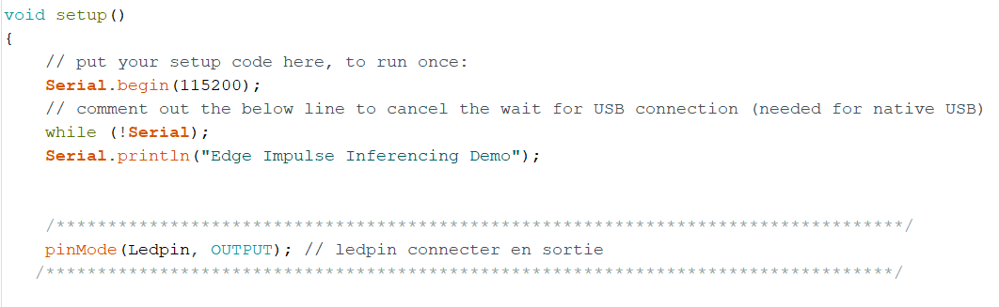 void setup()
{
// put your setup code here, to run once:
Serial.begin(115200);
// comment out the below line to cancel the wait for USB connection (needed for native USB)
while (!Serial);
Serial.println("Edge Impulse Inferencing Demo");
/**********************************************************************************/
pinMode(Ledpin, OUTPUT); // ledpin connecter en sortie
/**********************************************************************************/